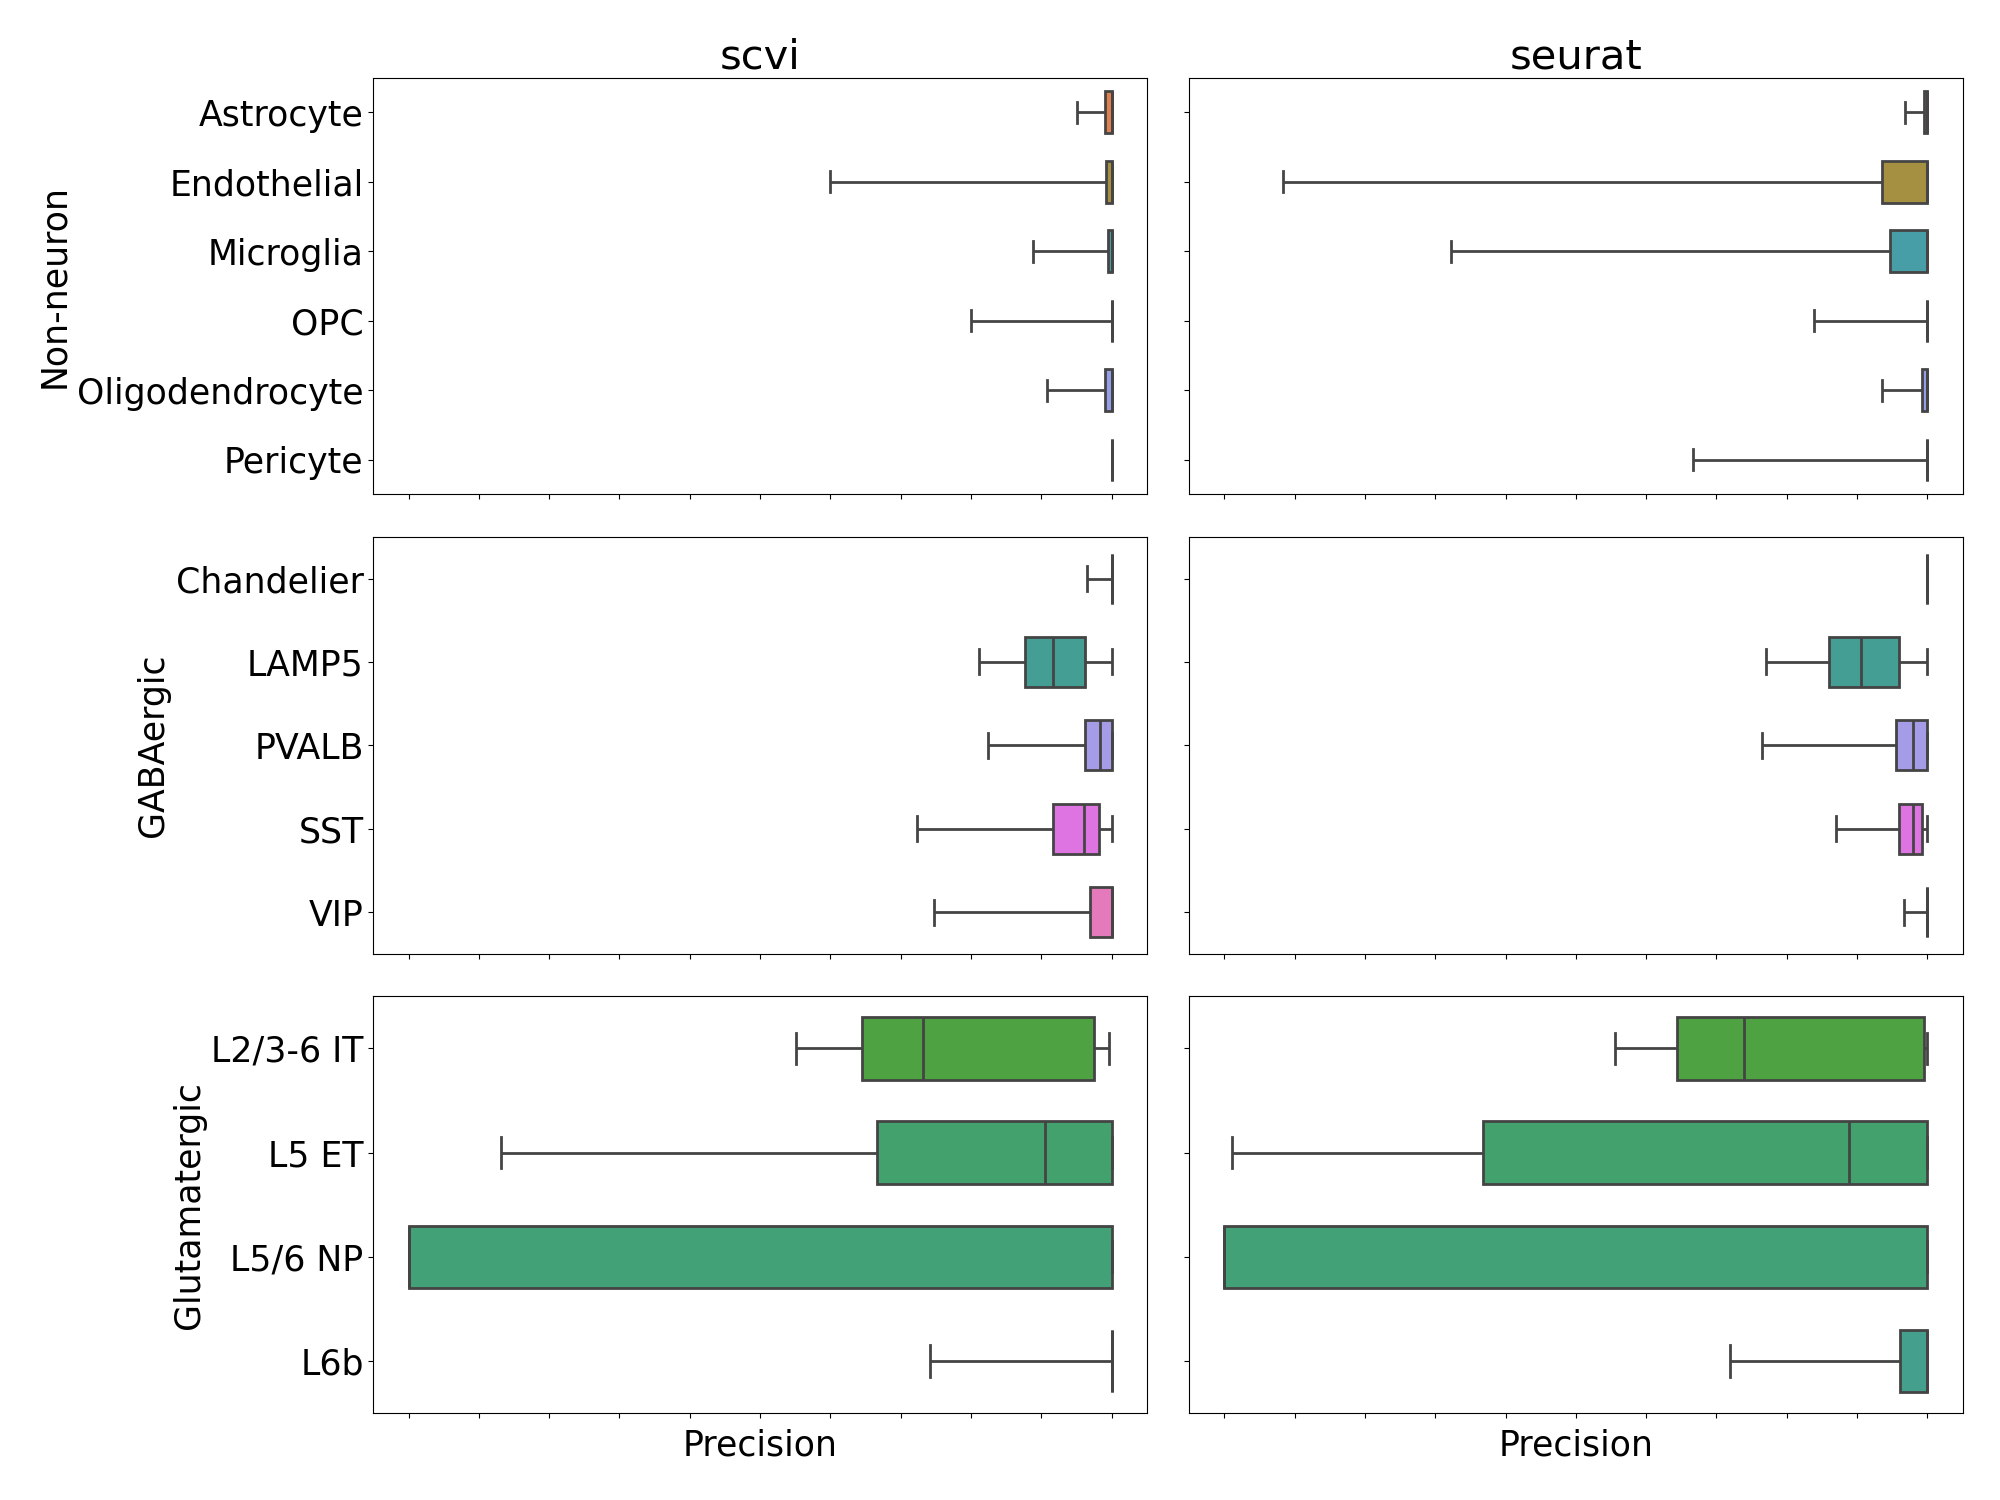 scvi
seurat
Non-neuron
Astrocyte
Endothelial
Microglia
OPC
Oligodendrocyte
Pericyte
GABAergic
Chandelier
LAMP5
PVALB
SST
VIP
Glutamatergic
L2/3-6 IT
L5 ET
L5/6 NP
L6b
Precision
Precision